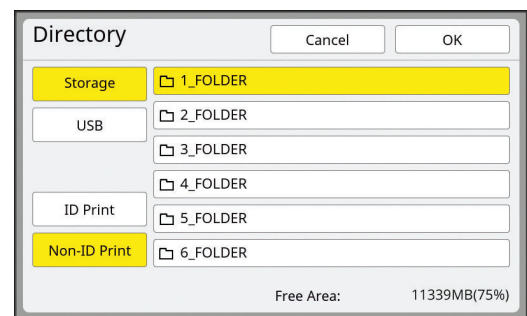 Directory
Cancel
OK
Storage
USB
ID Print
Non-ID Print
1_FOLDER
2_FOLDER
3_FOLDER
4_FOLDER
5_FOLDER
6_FOLDER
Free Area: 11339MB(75%)